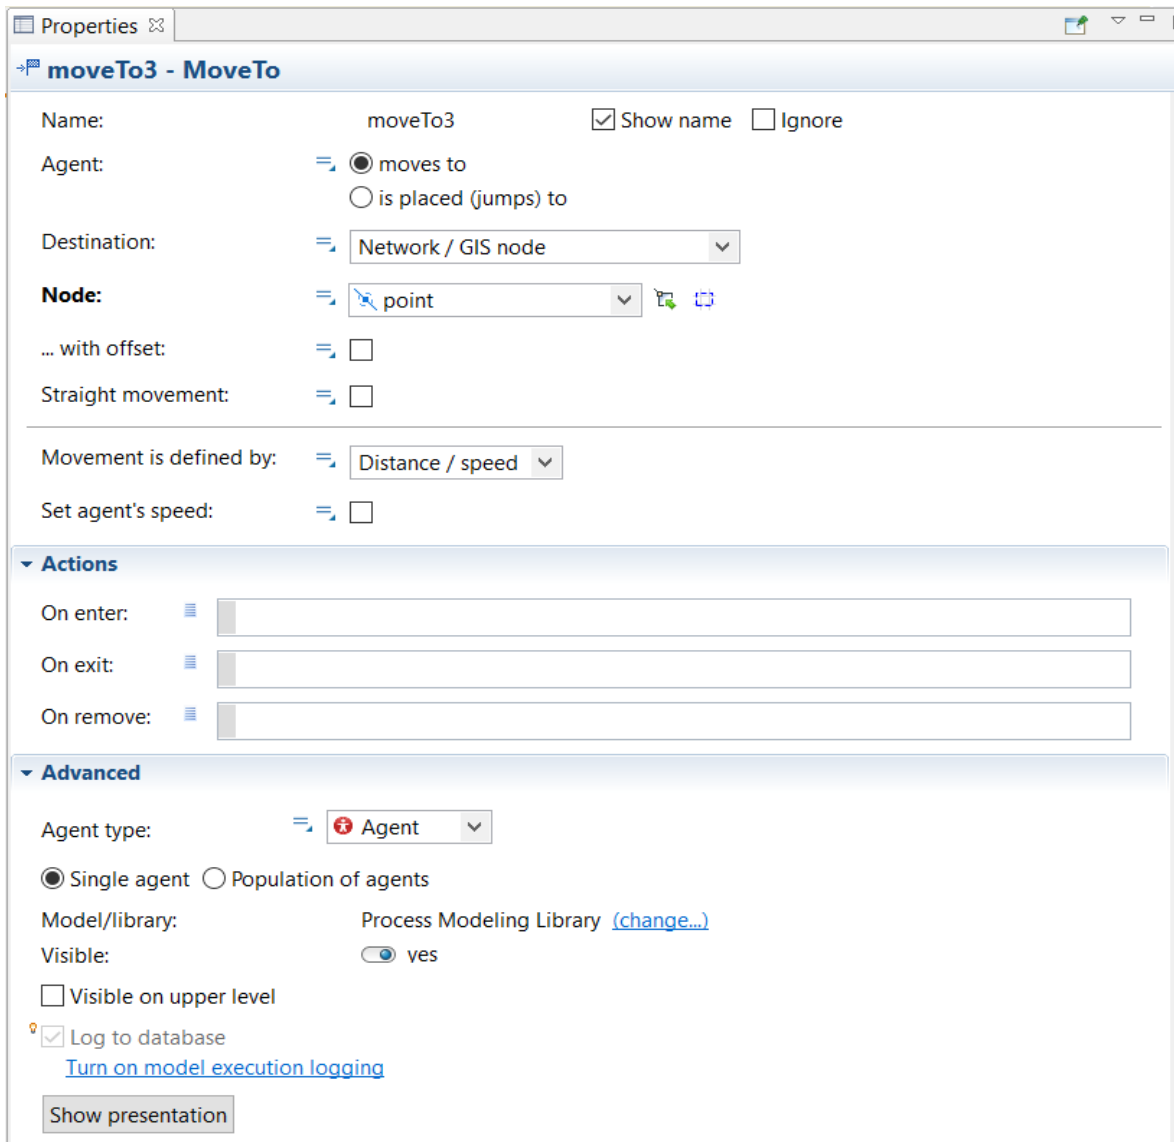 Properties
moveTo3 - MoveTo
Name: moveTo3 Show name Ignore
Agent: moves to
is placed (jumps) to
Destination: Network / GIS node
Node: point
... with offset:
Straight movement:
Movement is defined by: Distance / speed
Set agent's speed:
Actions
On enter:
On exit:
On remove:
Advanced
Agent type: Agent
Single agent Population of agents
Model/library: Process Modeling Library (change...)
Visible: yes
Visible on upper level
Log to database
Turn on model execution logging
Show presentation